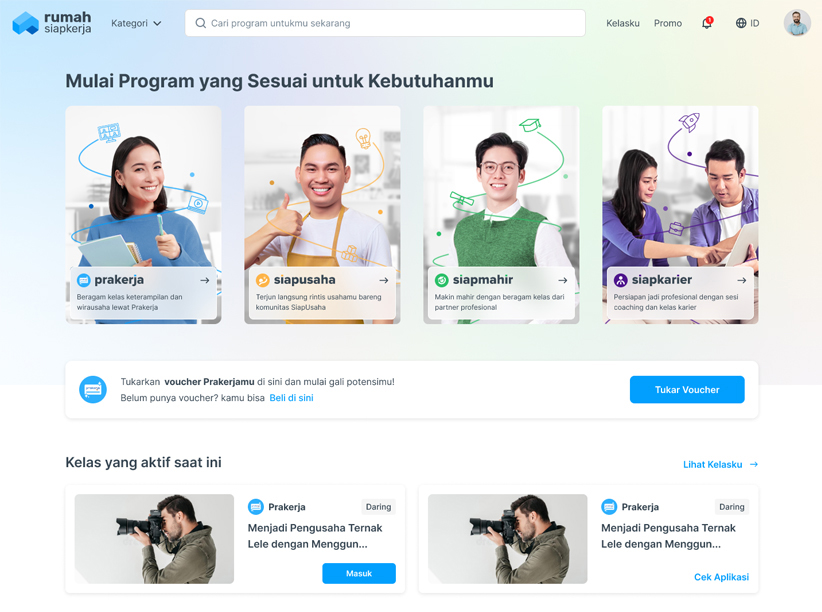 rumah
siapkerja
Kategori
Cari program untukmu sekarang
Kelasku
Promo
1
ID
Mulai Program yang Sesuai untuk Kebutuhanmu
prakerja
Beragam kelas keterampilan dan
wirausaha lewat Prakerja
siapusaha
Terjun langsung rintis usahamu bareng
komunitas SiapUsaha
siapmahir
Makin mahir dengan beragam kelas dari
partner profesional
siapkarier
Persiapan jadi profesional dengan sesi
coaching dan kelas karier
Tukarkan voucher Prakerjamu di sini dan mulai gali potensimu!
Belum punya voucher? kamu bisa Beli di sini
Tukar Voucher
Kelas yang aktif saat ini
Lihat Kelasku
Prakerja
Daring
Menjadi Pengusaha Ternak
Lele dengan Menggun...
Masuk
Prakerja
Daring
Menjadi Pengusaha Ternak
Lele dengan Menggun...
Cek Aplikasi